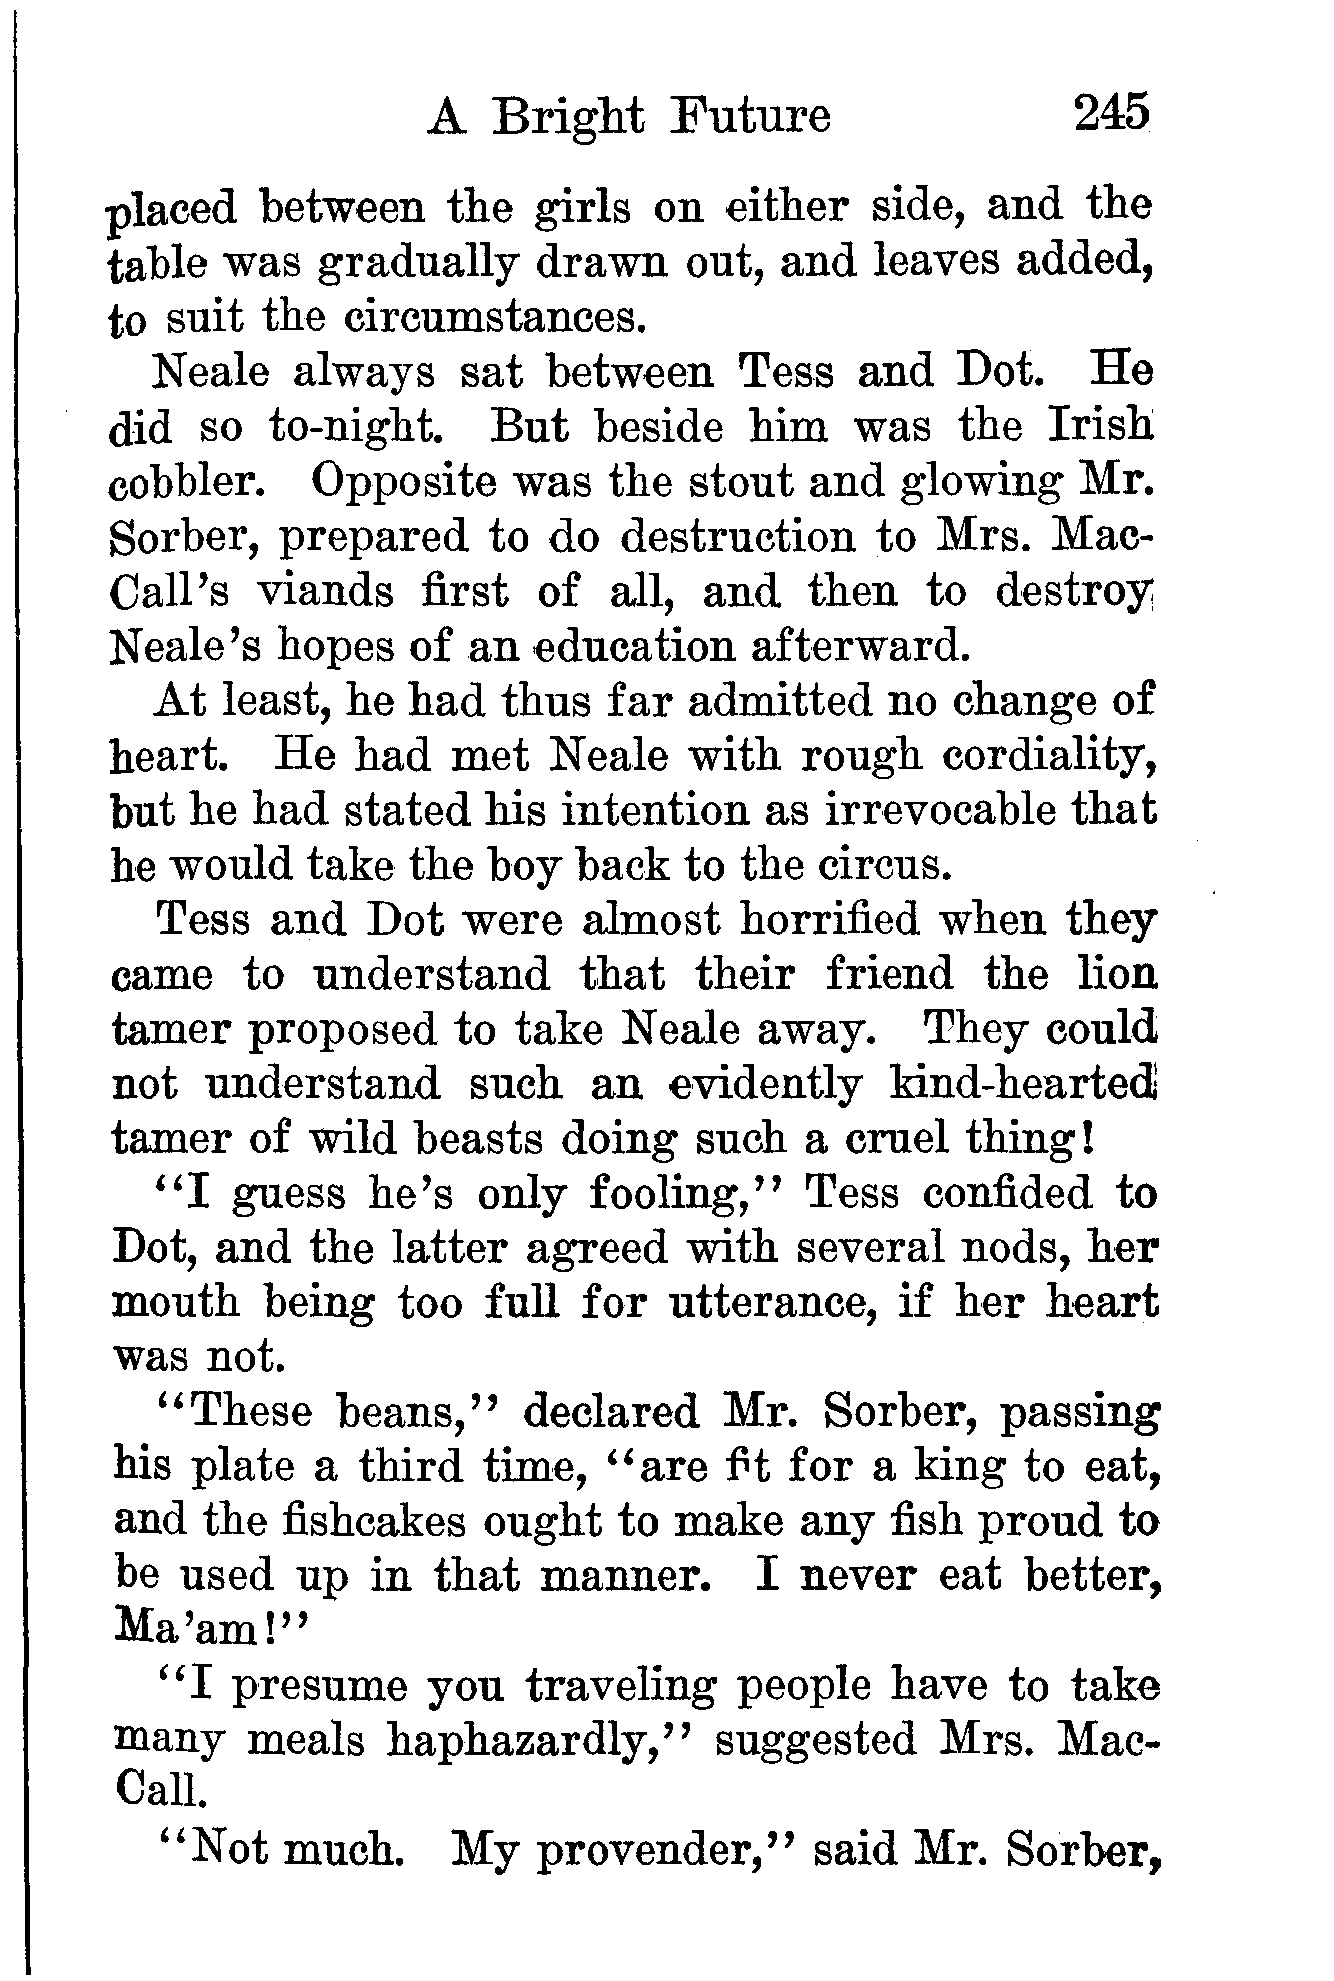 A Bright Future 245
placed between the girls on either side, and the
table was gradually drawn out, and leaves added,
to suit the circumstances.
Neale always sat between Tess and Dot. He
did so to-night. But beside him was the Irish
cobbler. Opposite was the stout and glowing Mr.
Sorber, prepared to do destruction to Mrs. Mac-
Call's viands first of all, and then to destroy
Neale's hopes of an education afterward.
At least, he had thus far admitted no change of
heart. He had met Neale with rough cordiality,
but he had stated his intention as irrevocable that
he would take the boy back to the circus.
Tess and Dot were almost horrified when they
came to understand that their friend the lion
tamer proposed to take Neale away. They could
not understand such an evidently kind-hearted
tamer of wild beasts doing such a cruel thing!
"I guess he's only fooling," Tess confided to
Dot, and the latter agreed with several nods, her
mouth being too full for utterance, if her heart
was not.
"These beans," declared Mr. Sorber, passing
his plate a third time, "are fit for a king to eat,
and the fishcakes ought to make any fish proud to
be used up in that manner. I never eat better,
Ma'am!"
"I presume you traveling people have to take
many meals haphazardly," suggested Mrs. Mac-
Call.
"Not much. My provender," said Mr. Sorber,